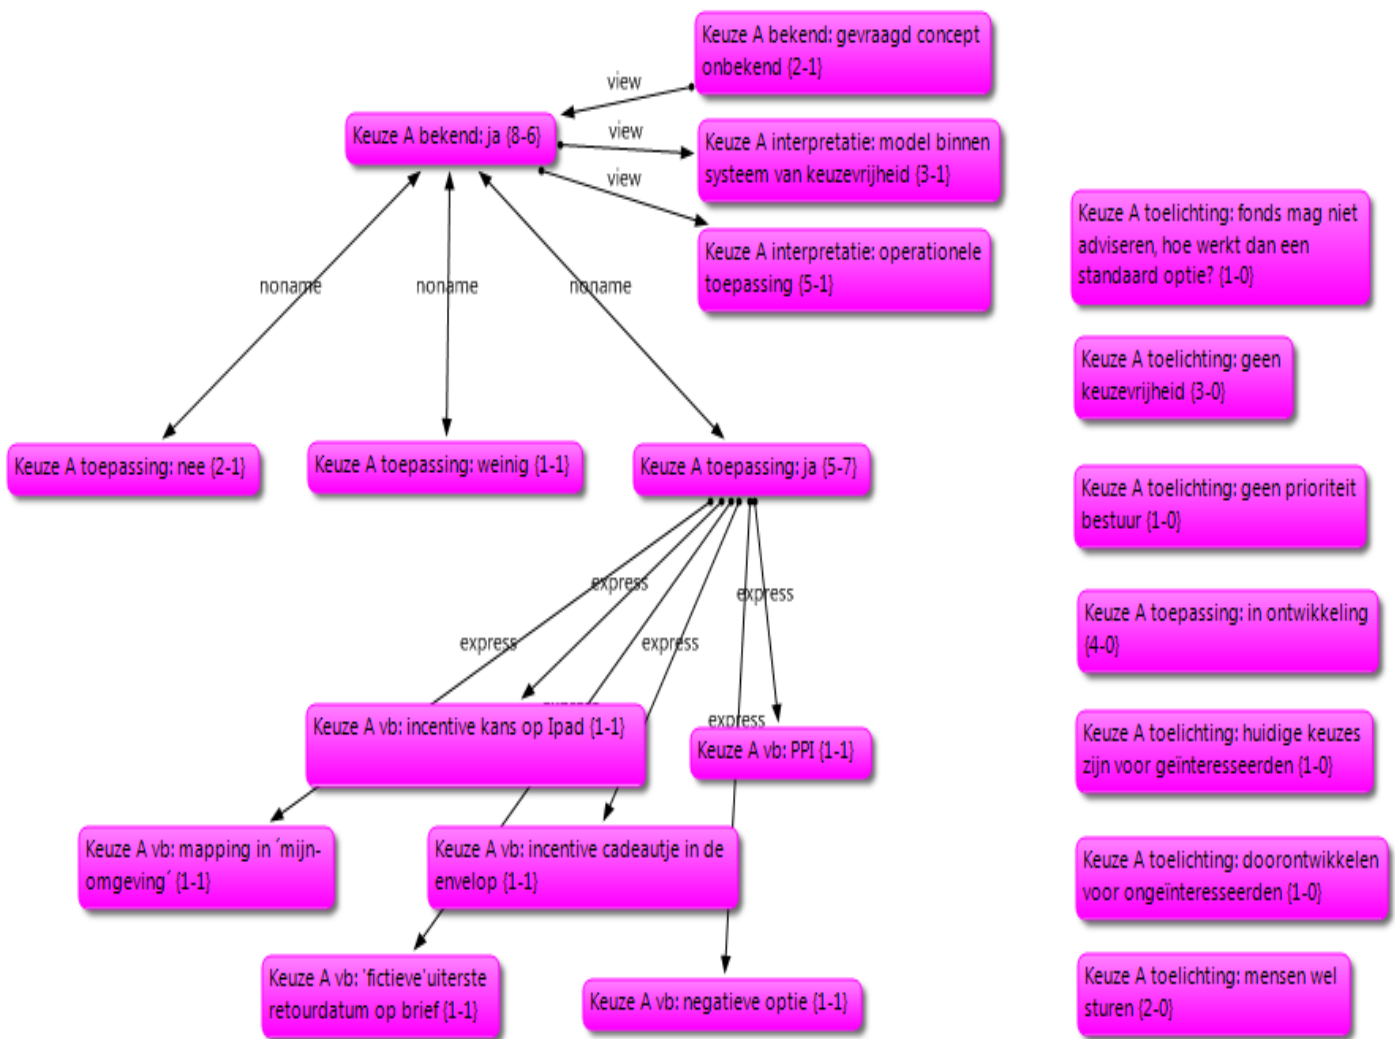 Keuze A bekend: gevraagd concept
onbekend {2-1}
view
Keuze A bekend: ja {8-6}
view
Keuze A interpretatie: model binnen
systeem van keuzevrijheid {3-1}
view
Keuze A interpretatie: operationele
toepassing {5-1}
Keuze A toelichting: fonds mag niet
adviseren, hoe werkt dan een
standaard optie? {1-0}
noname
noname
noname
Keuze A toelichting: geen
keuzevrijheid {3-0}
Keuze A toepassing: nee {2-1}
Keuze A toepassing: weinig {1-1}
Keuze A toepassing: ja {5-7}
Keuze A toelichting: geen prioriteit
bestuur {1-0}
express
express
express
express
Keuze A toepassing: in ontwikkeling
{4-0}
express
Keuze A vb: incentive kans op Ipad {1-1}
Keuze A vb: PPI {1-1}
Keuze A toelichting: huidige keuzes
zijn voor geïnteresseerden {1-0}
Keuze A vb: mapping in ´mijn-
omgeving´ {1-1}
Keuze A vb: incentive cadeautje in de
envelop {1-1}
Keuze A toelichting: doorontwikkelen
voor ongeïnteresseerden {1-0}
Keuze A vb: 'fictieve'uiterste
retourdatum op brief {1-1}
Keuze A vb: negatieve optie {1-1}
Keuze A toelichting: mensen wel
sturen {2-0}